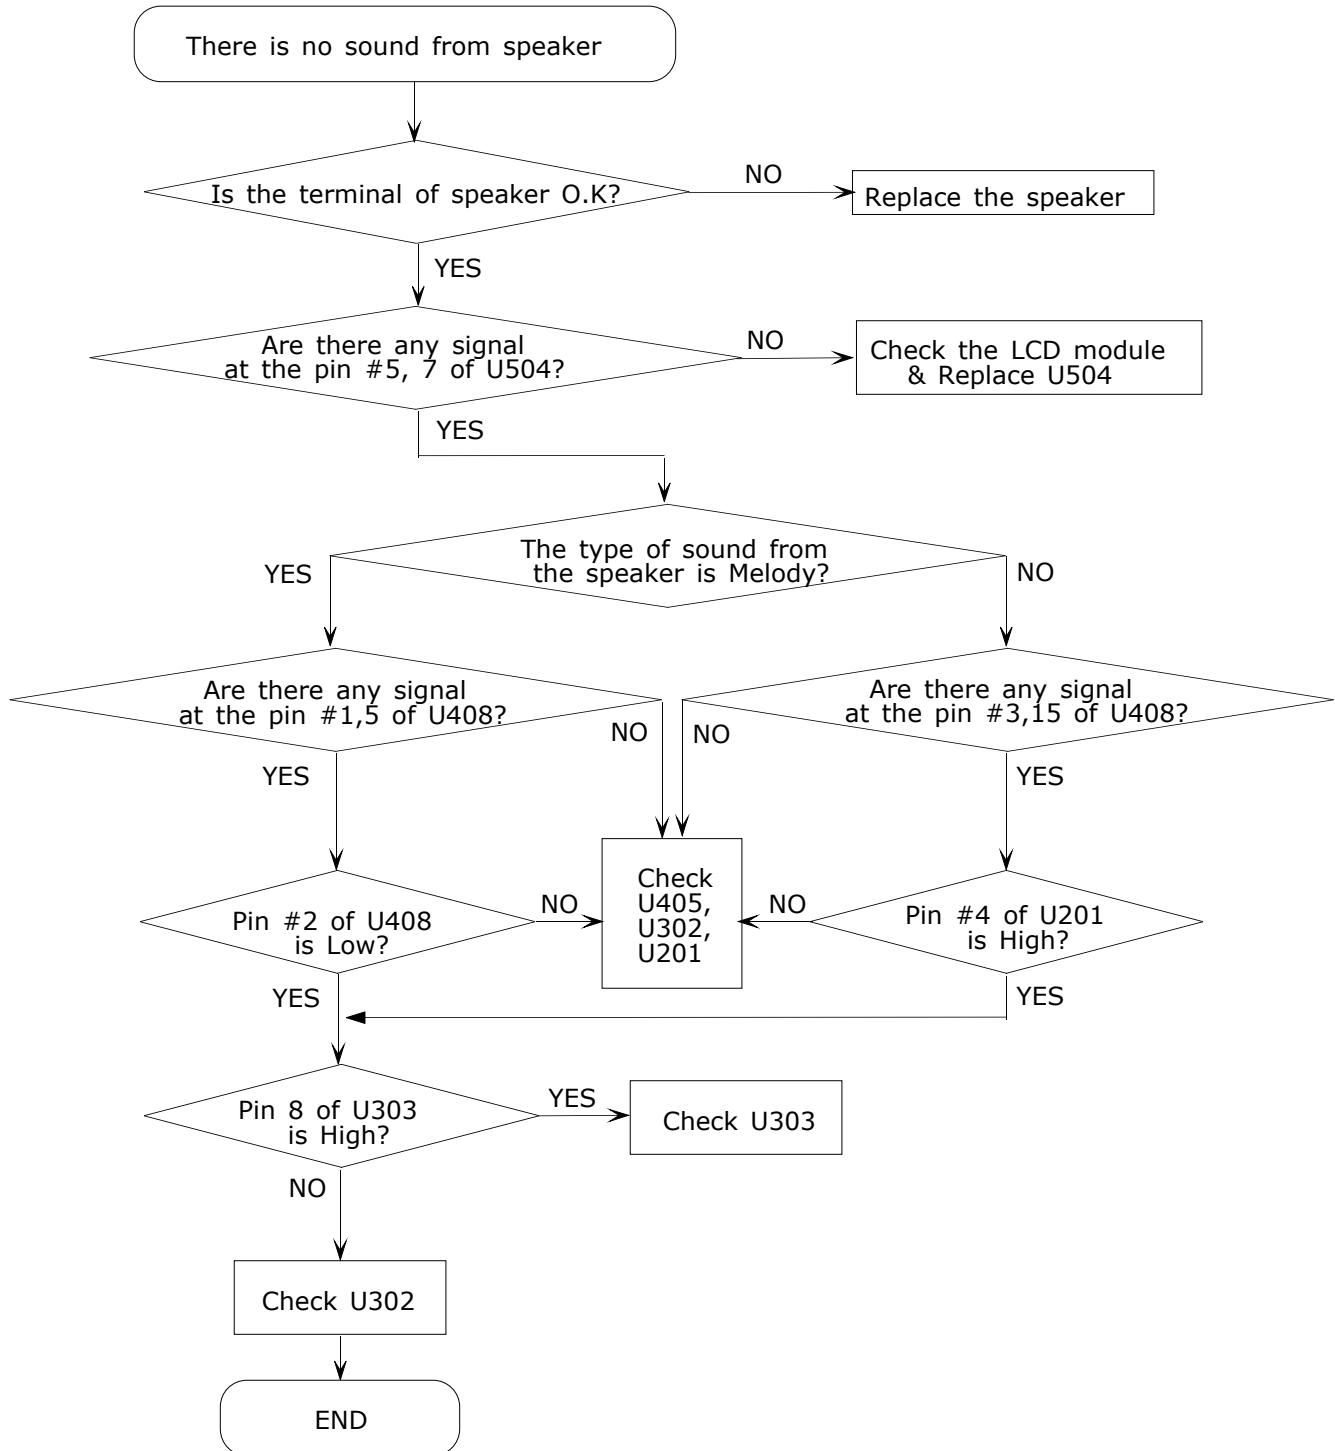 There is no sound from speaker
Is the terminal of speaker O.K?
NO
Replace the speaker
YES
Are there any signal
at the pin #5, 7 of U504?
NO
Check the LCD module
& Replace U504
YES
The type of sound from
the speaker is Melody?
YES
NO
Are there any signal
at the pin #1,5 of U408?
NO
YES
Are there any signal
at the pin #3,15 of U408?
NO
YES
Check
U405,
U302,
U201
Pin #2 of U408
is Low?
NO
YES
Pin #4 of U201
is High?
NO
YES
Pin 8 of U303
is High?
YES
Check U303
NO
Check U302
END